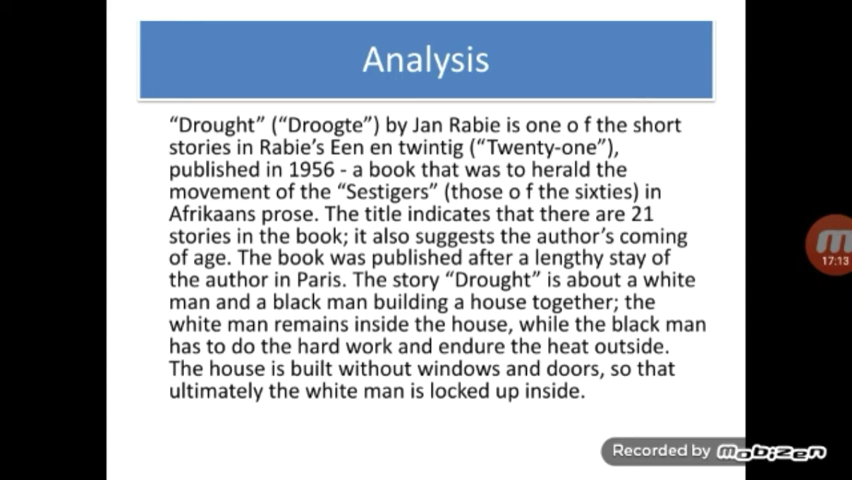 Analysis
“Drought” (“Droogte”) by Jan Rabie is one o f the short
stories in Rabie’s Een en twintig (“Twenty-one”),
published in 1956 - a book that was to herald the
movement of the “Sestigers” (those o f the sixties) in
Afrikaans prose. The title indicates that there are 21
stories in the book; it also suggests the author’s coming
of age. The book was published after a lengthy stay of
the author in Paris. The story “Drought” is about a white
man and a black man building a house together; the
white man remains inside the house, while the black man
has to do the hard work and endure the heat outside.
The house is built without windows and doors, so that
ultimately the white man is locked up inside.
17:13
Recorded by mobizen